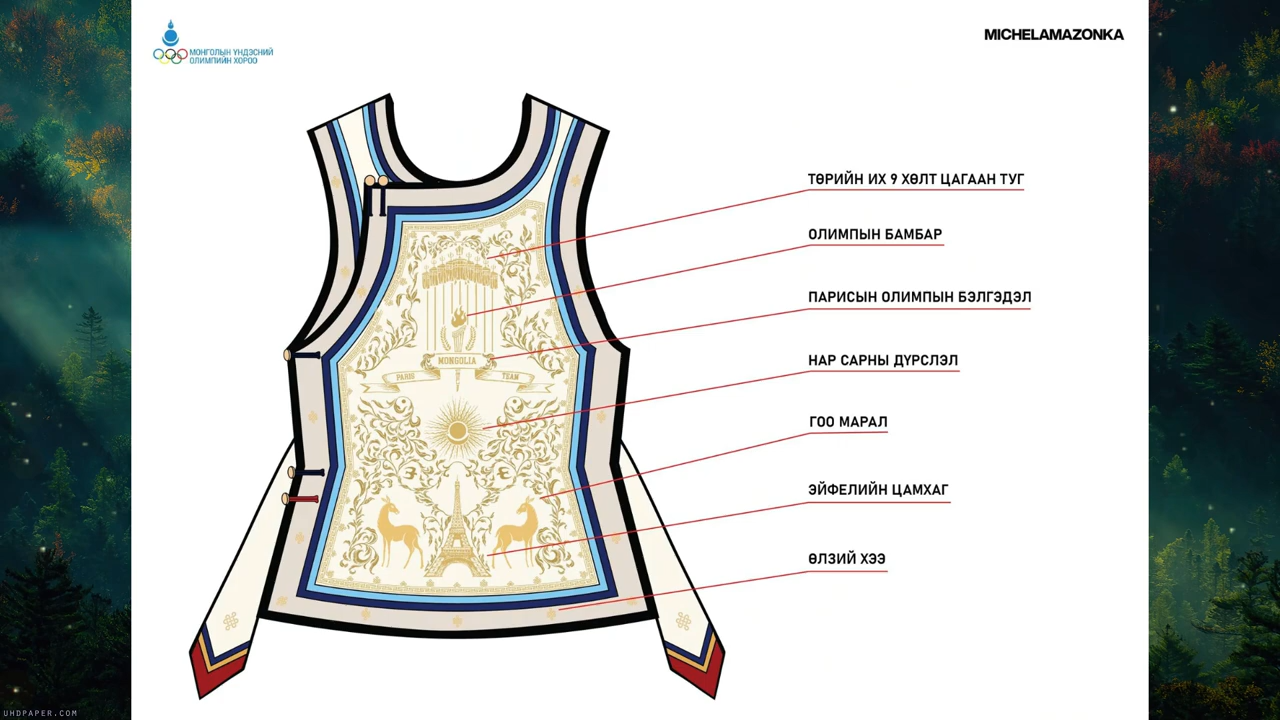 МОНГОЛЫН ҮНДЭСНИЙ
ОЛИМПИЙН ХОРОО
MICHELAMAZONKA
ТӨРИЙН ИХ 9 ХӨЛТ ЦАГААН ТУГ
ОЛИМПЫН БАМБАР
ПАРИСЫН ОЛИМПЫН БЭЛГЭДЭЛ
НАР САРНЫ ДҮРСЛЭЛ
ГОО МАРАЛ
ЭЙФЕЛИЙН ЦАМХАГ
ӨЛЗИЙ ХЭЭ
MONGOLIA
PARIS TEAM
UHDPAPER.COM